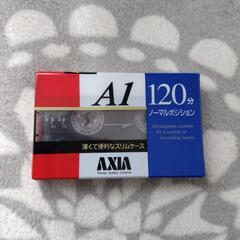 A1
120分
ノーマルポジション
All-purpose cassette
for a variety of
recording needs.
薄くて便利なスリムケース
AXIA